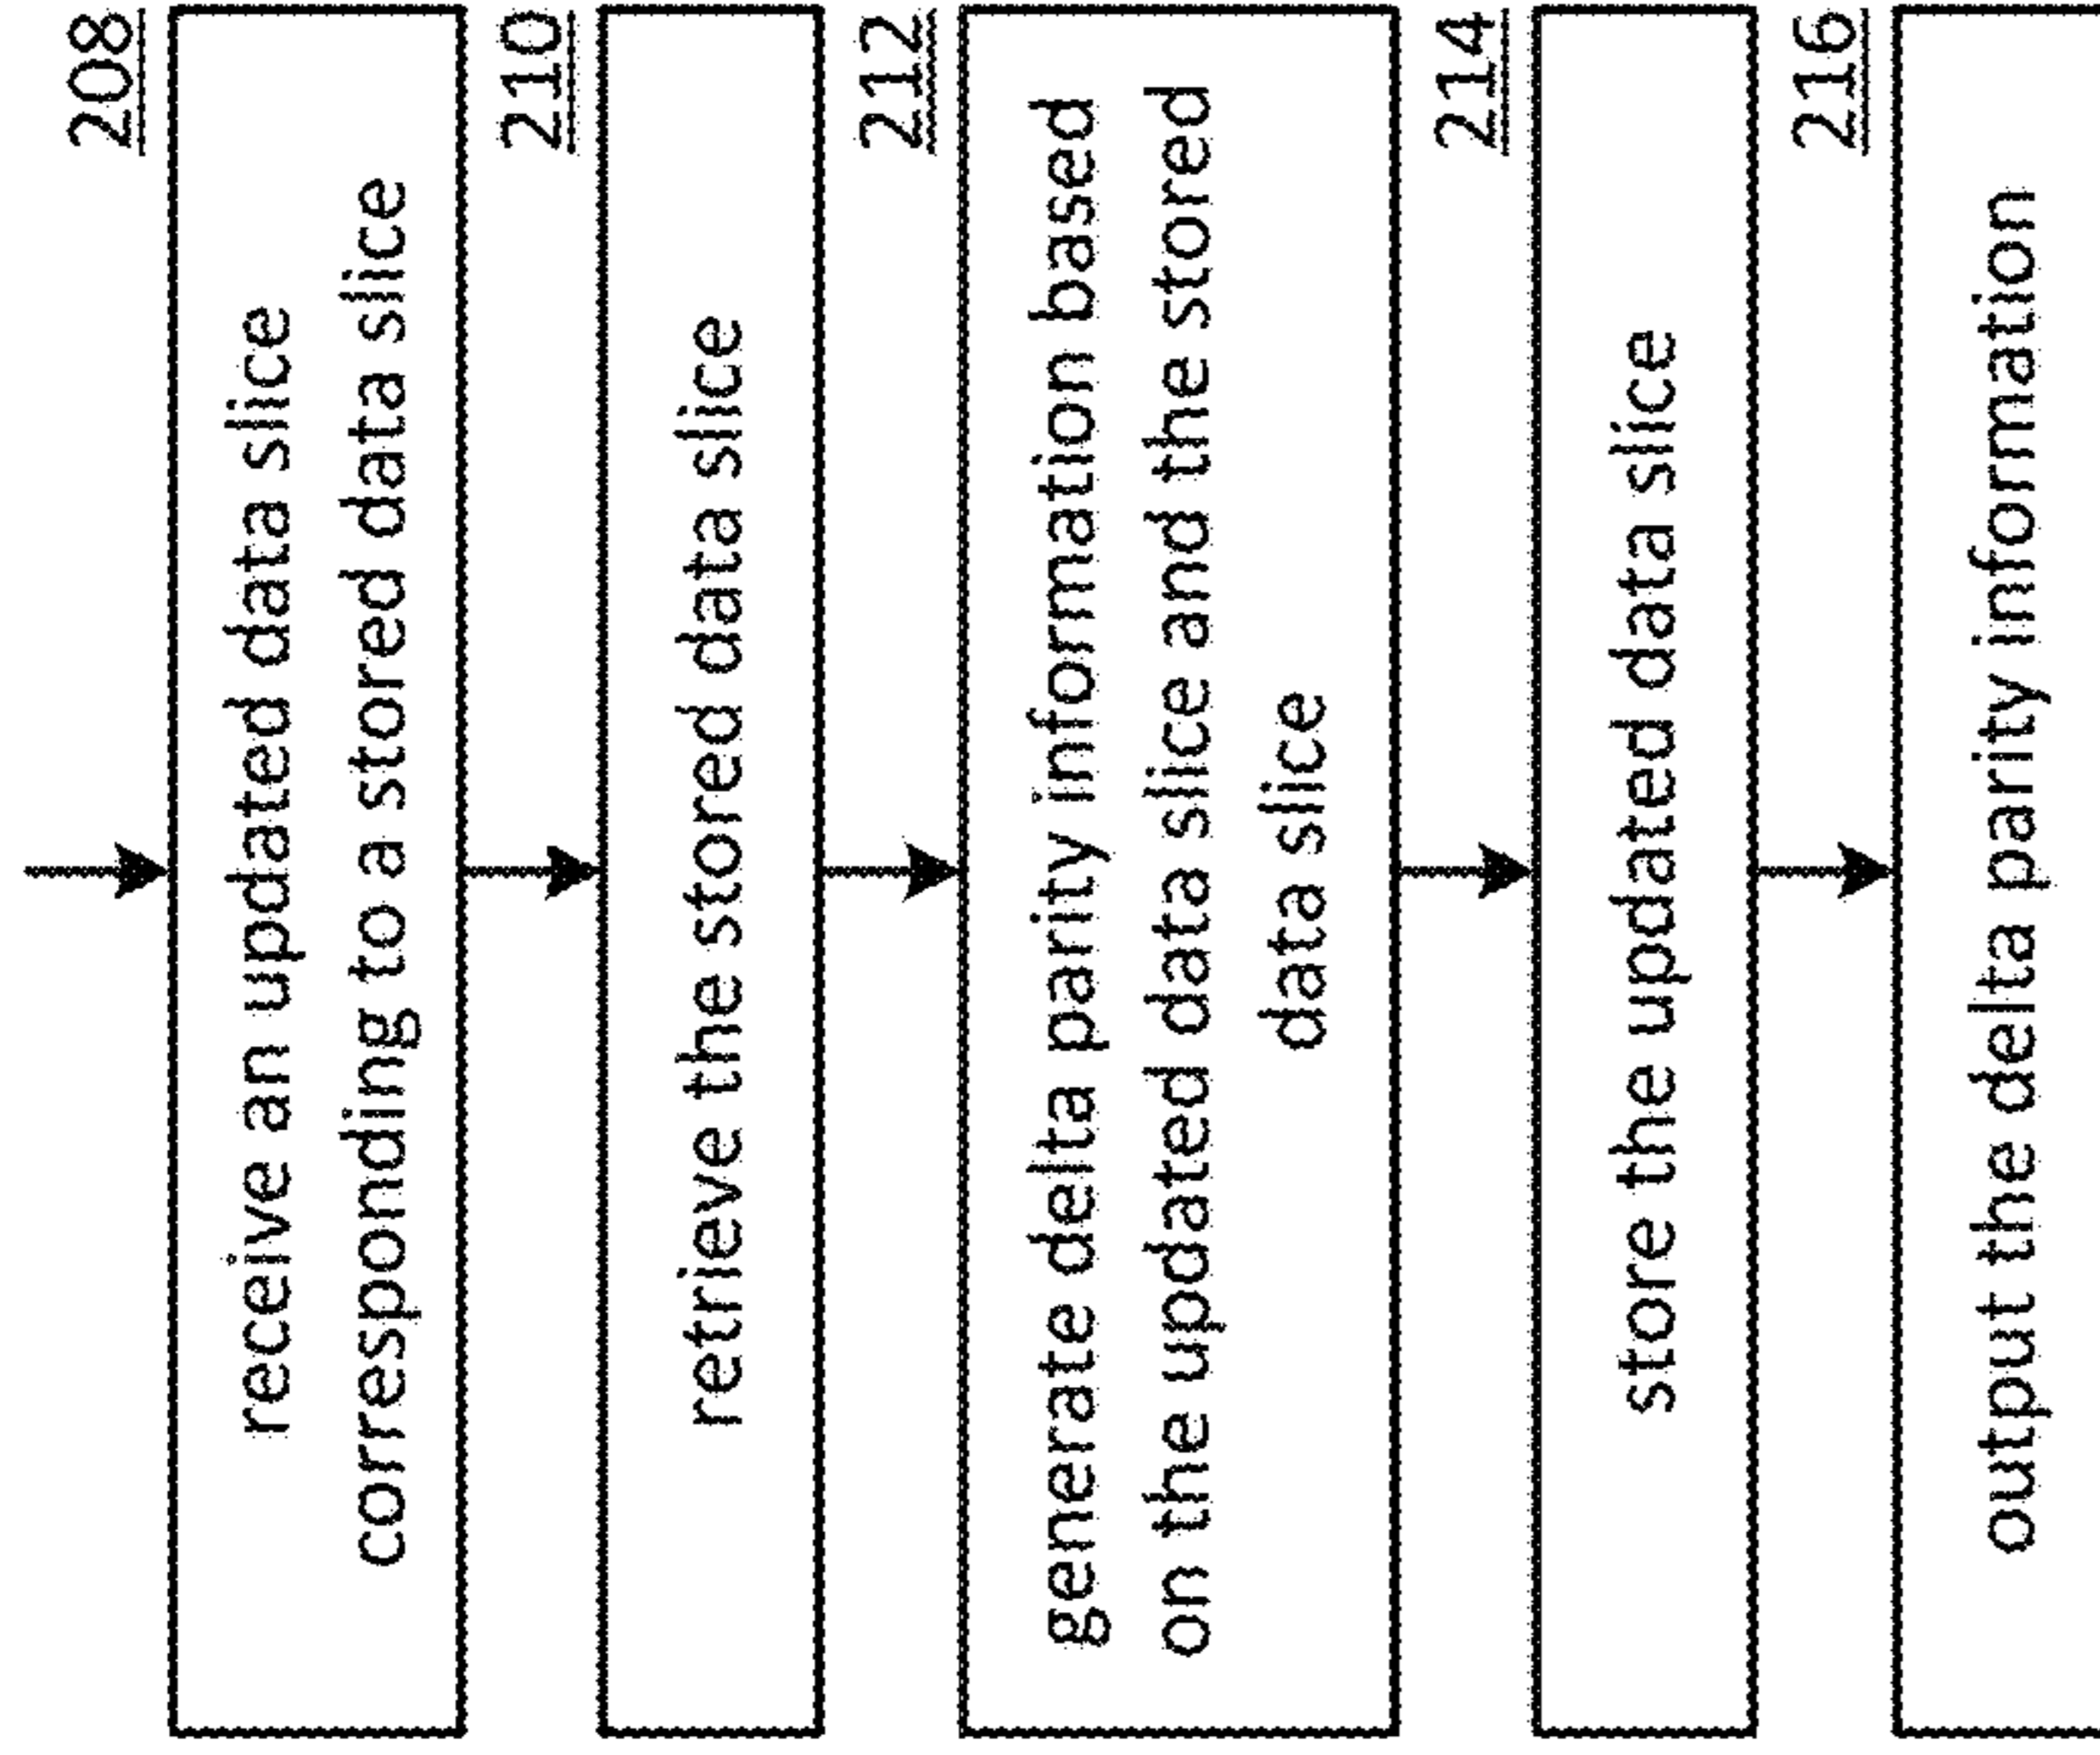 208
receive an updated data slice
corresponding to a stored data slice
210
retrieve the stored data slice
212
generate delta parity information based
on the updated data slice and the stored
data slice
214
store the updated data slice
216
output the delta parity information